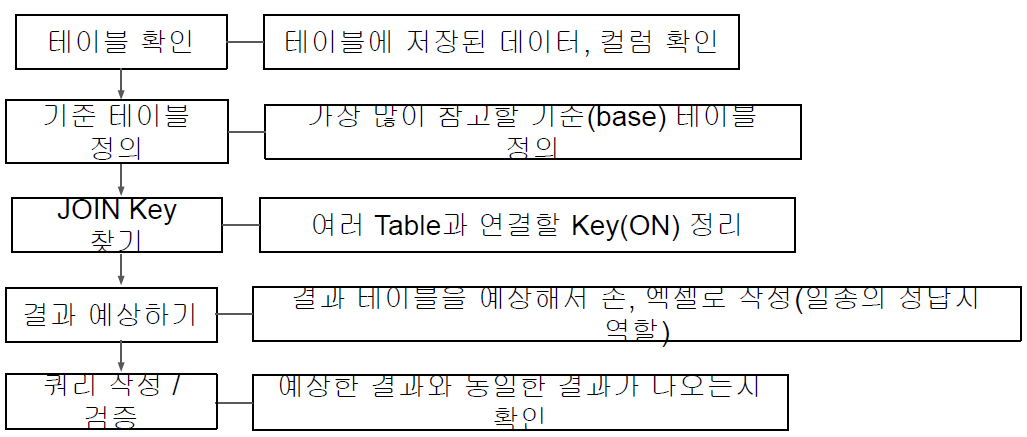 테이블 확인
테이블에 저장된 데이터, 컬럼 확인
기준 테이블
정의
가장 많이 참고할 기준(base) 테이블
정의
JOIN Key
찾기
여러 Table과 연결할 Key(ON) 정리
결과 예상하기
결과 테이블을 예상해서 손, 엑셀로 작성(일종의 정답지
역할)
쿼리 작성 /
검증
예상한 결과와 동일한 결과가 나오는지
확인